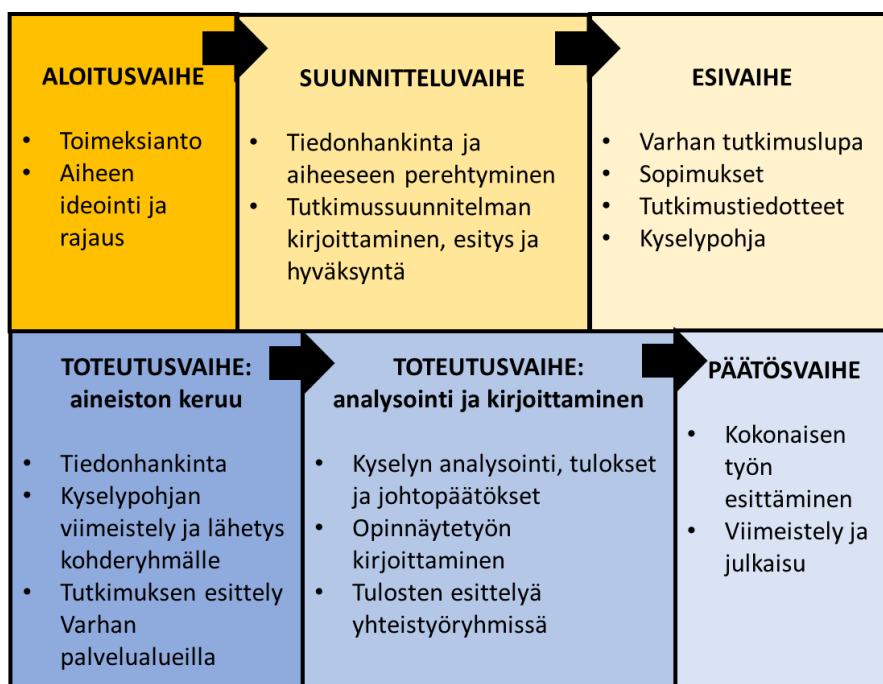 ALOITUSVAIHE
• Toimeksianto
• Aiheen
ideointi ja
rajaus
SUUNNITTELUVAIHE
• Tiedonhankinta ja
aiheeseen perehtyminen
• Tutkimussuunnitelman
kirjoittaminen, esitys ja
hyväksyntä
ESIVAIHE
• Varhan tutkimuslupa
• Sopimukset
• Tutkimustiedotteet
• Kyselypohja
TOTEUTUSVAIHE:
aineiston keruu
• Tiedonhankinta
• Kyselypohjan
viimeistely ja lähetys
kohderyhmälle
• Tutkimuksen esittely
Varhan
palvelualueilla
TOTEUTUSVAIHE:
analysointi ja kirjoittaminen
• Kyselyn analysointi, tulokset
ja johtopäätökset
• Opinnäytetyön
kirjoittaminen
• Tulosten esittelyä
yhteistyöryhmissä
PÄÄTÖSVAIHE
• Kokonaisen
työn
esittäminen
• Viimeistely ja
julkaisu